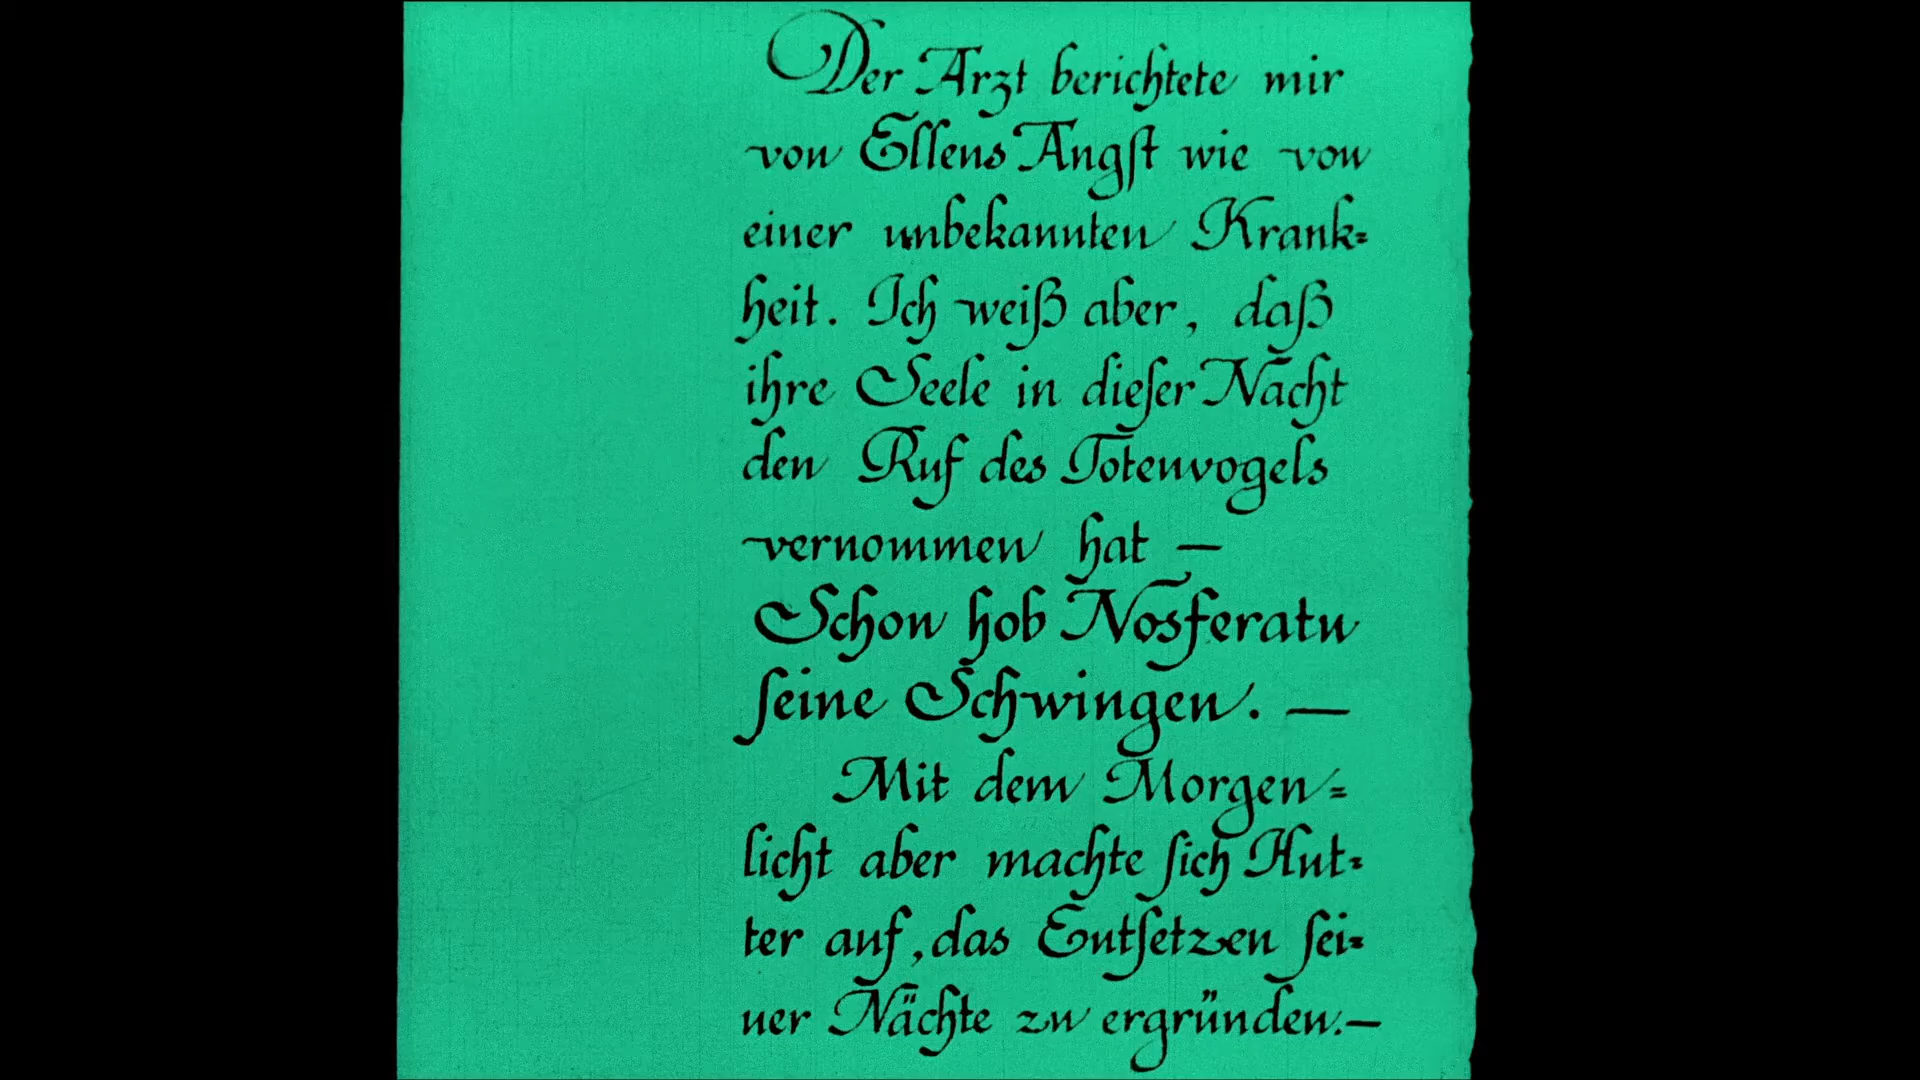 Der Arzt berichtete mir
von Ellens Angſt wie von
einer unbekannten Krank=
heit. Ich weiß aber, daß
ihre Seele in dieſer Nacht
den Ruf des Totenvogels
vernommen hat —
Schon hob Nosferatu
ſeine Schwingen. —
Mit dem Morgen=
licht aber machte ſich Hut=
ter auf, das Entſetzen ſei=
ner Nächte zu ergründen. —